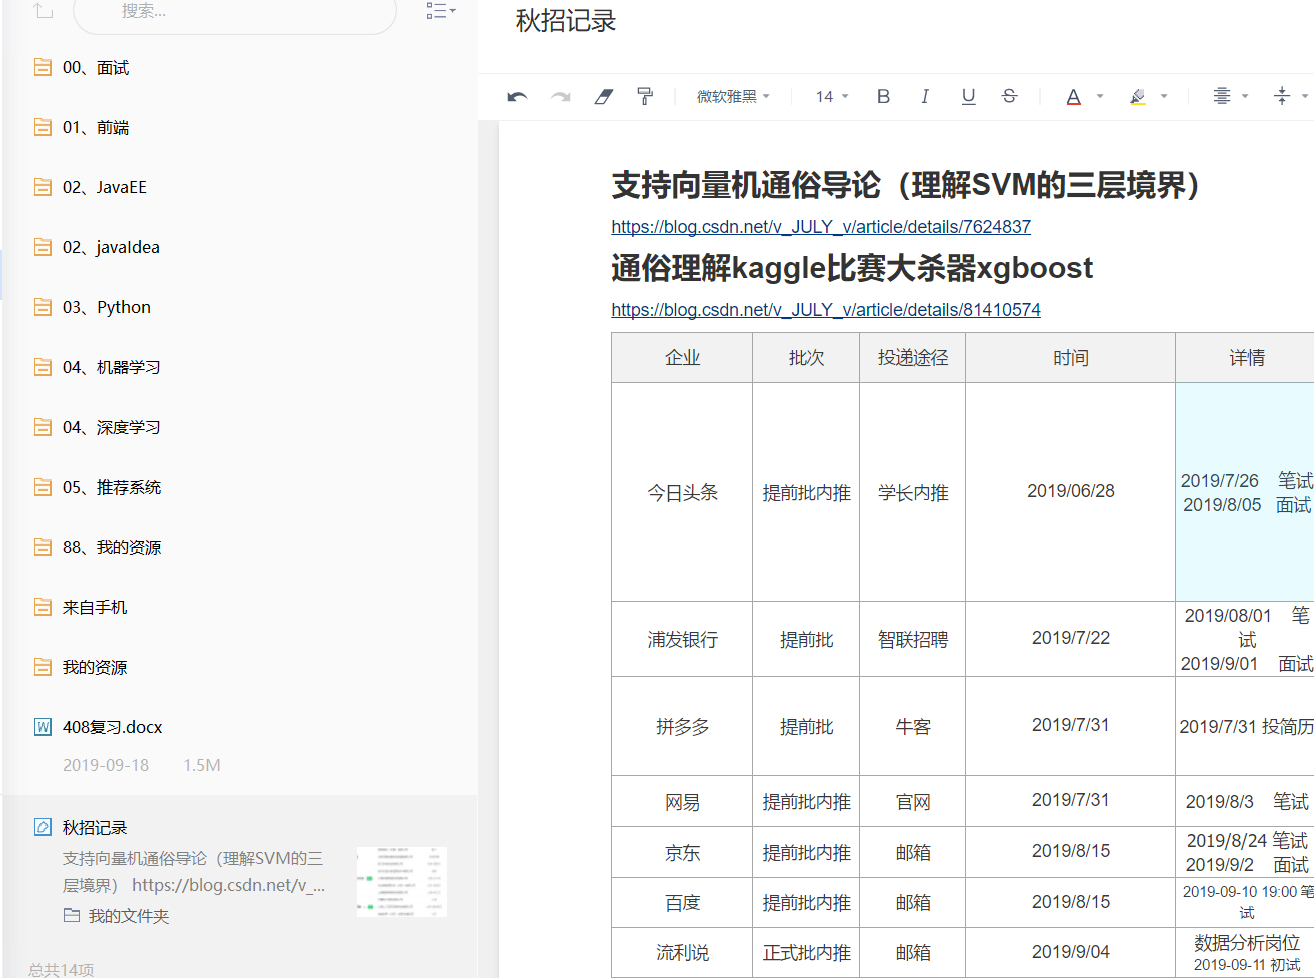 搜索...
00、面试
01、前端
02、JavaEE
02、javaIdea
03、Python
04、机器学习
04、深度学习
05、推荐系统
88、我的资源
来自手机
我的资源
408复习.docx
2019-09-18 1.5M
秋招记录
支持向量机通俗导论（理解SVM的三
层境界） https://blog.csdn.net/v_...
我的文件夹
总共14项
秋招记录
微软雅黑 14 B I U S A
支持向量机通俗导论（理解SVM的三层境界）
https://blog.csdn.net/v_JULY_v/article/details/7624837
通俗理解kaggle比赛大杀器xgboost
https://blog.csdn.net/v_JULY_v/article/details/81410574
企业 批次 投递途径 时间 详情
今日头条 提前批内推 学长内推 2019/06/28 2019/7/26 笔试
2019/8/05 面试
浦发银行 提前批 智联招聘 2019/7/22 2019/08/01 笔
试
2019/9/01 面试
拼多多 提前批 牛客 2019/7/31 2019/7/31 投简历
网易 提前批内推 官网 2019/7/31 2019/8/3 笔试
京东 提前批内推 邮箱 2019/8/15 2019/8/24 笔试
2019/9/2 面试
百度 提前批内推 邮箱 2019/8/15 2019-09-10 19:00 笔
试
流利说 正式批内推 邮箱 2019/9/04 数据分析岗位
2019-09-11 初试